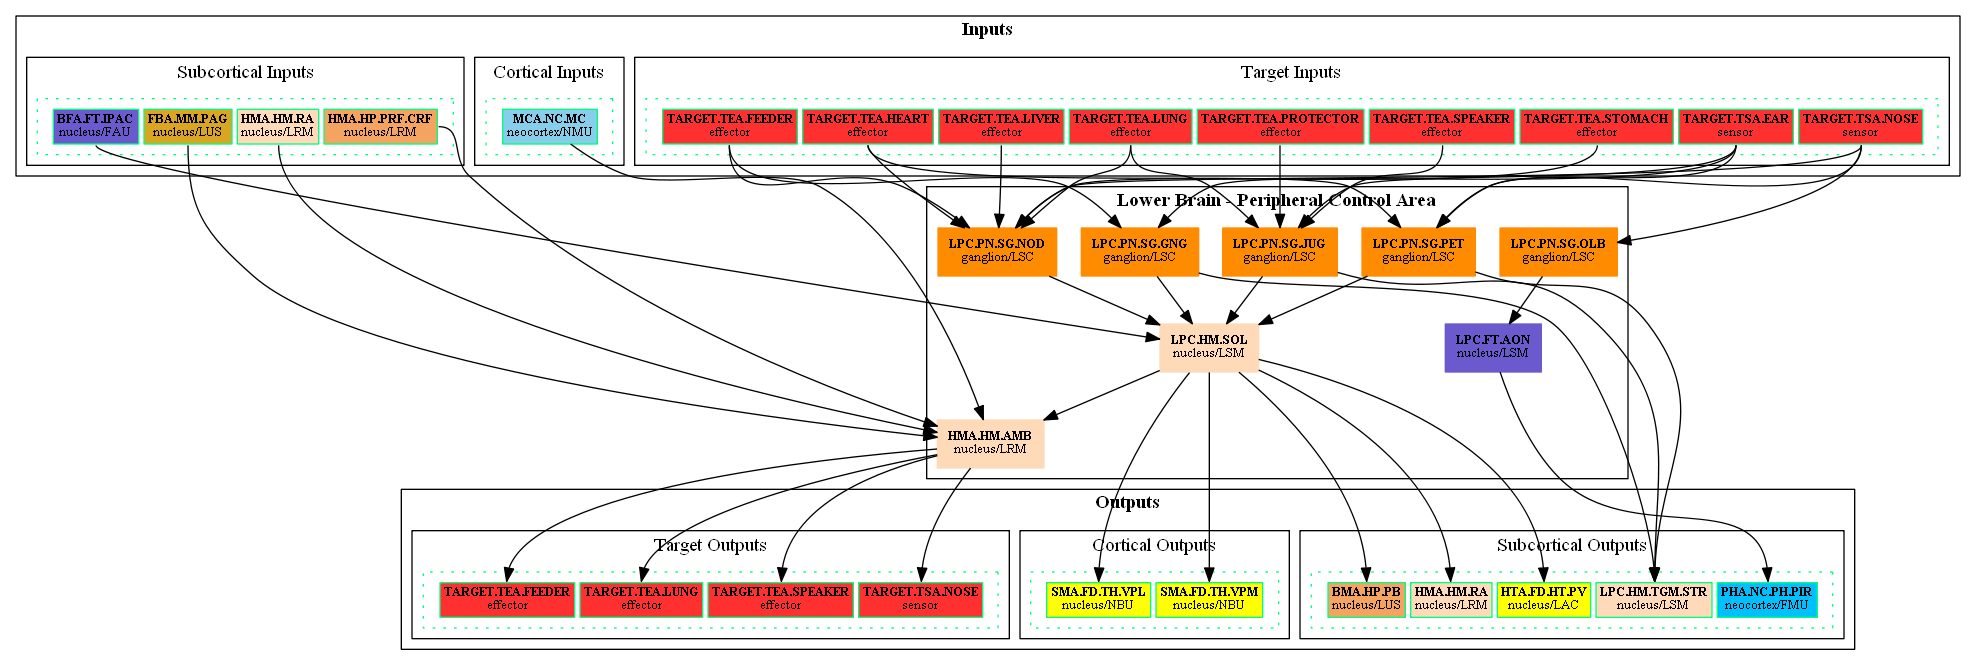 Inputs
Subcortical Inputs
Cortical Inputs
Target Inputs
BFA.FT.IPAC
nucleus/FAU
FBA.MM.PAG
nucleus/LUS
HMA.HM.RA
nucleus/LRM
HMA.HP.PRF.CRF
nucleus/LRM
MCA.NC.MC
neocortex/NMU
TARGET.TEA.FEEDER
effector
TARGET.TEA.HEART
effector
TARGET.TEA.LIVER
effector
TARGET.TEA.LUNG
effector
TARGET.TEA.PROTECTOR
effector
TARGET.TEA.SPEAKER
effector
TARGET.TEA.STOMACH
effector
TARGET.TSA.EAR
sensor
TARGET.TSA.NOSE
sensor
Lower Brain - Peripheral Control Area
LPC.PN.SG.NOD
ganglion/LSC
LPC.PN.SG.GNG
ganglion/LSC
LPC.PN.SG.JUG
ganglion/LSC
LPC.PN.SG.PET
ganglion/LSC
LPC.PN.SG.OLB
ganglion/LSC
LPC.HM.SOL
nucleus/LSM
LPC.FT.AON
nucleus/LSM
HMA.HM.AMB
nucleus/LRM
Outputs
Target Outputs
Cortical Outputs
Subcortical Outputs
TARGET.TEA.FEEDER
effector
TARGET.TEA.LUNG
effector
TARGET.TEA.SPEAKER
effector
TARGET.TSA.NOSE
sensor
SMA.FD.TH.VPL
nucleus/NBU
SMA.FD.TH.VPM
nucleus/NBU
BMA.HP.PB
nucleus/LUS
HMA.HM.RA
nucleus/LRM
HTA.FD.HT.PV
nucleus/LAC
LPC.HM.TGM.STR
nucleus/LSM
PHA.NC.PH.PIR
neocortex/FMU